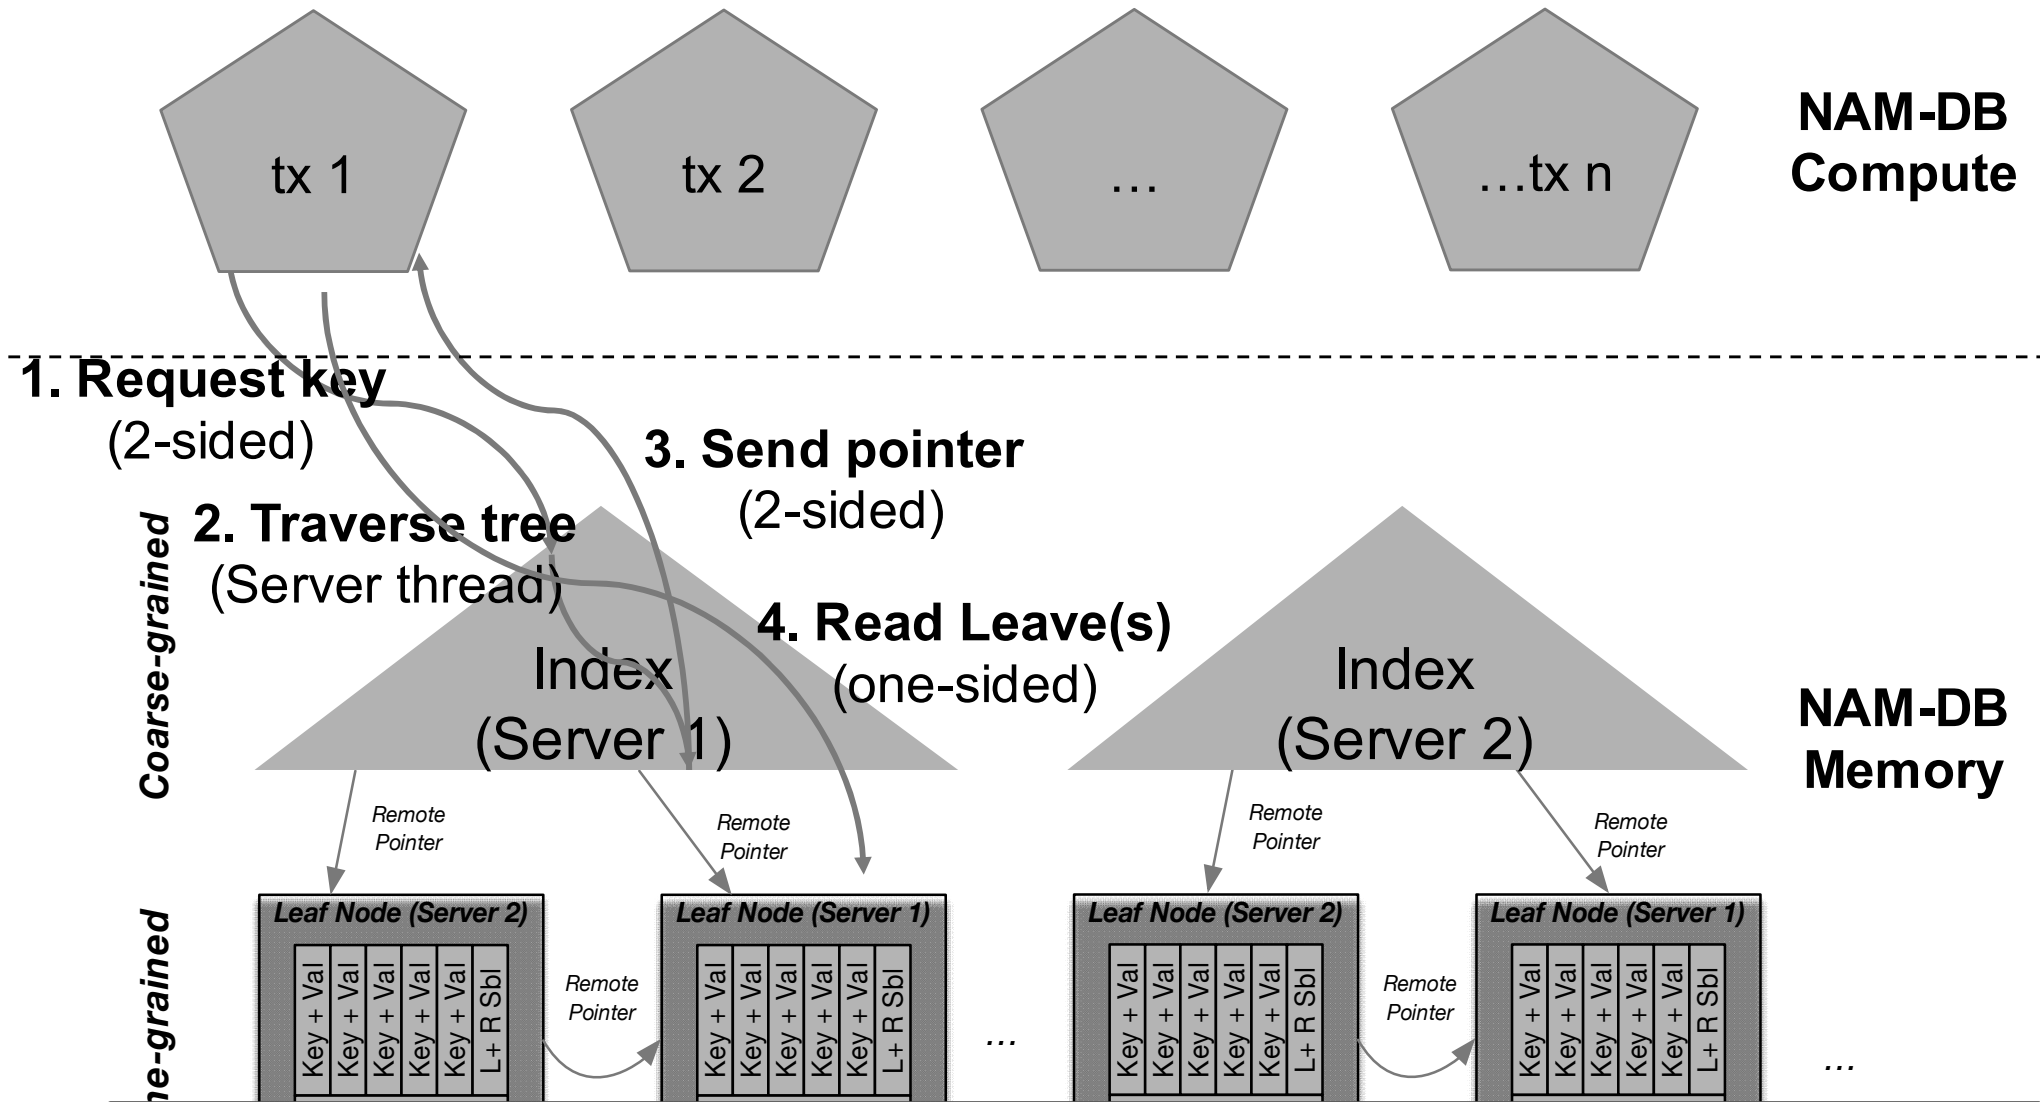 tx 1
tx 2
…
…tx n
NAM-DB
Compute
1. Request key
(2-sided)
3. Send pointer
(2-sided)
2. Traverse tree
(Server thread)
4. Read Leave(s)
(one-sided)
Coarse-grained
Index
(Server 1)
Index
(Server 2)
NAM-DB
Memory
Remote
Pointer
Remote
Pointer
Remote
Pointer
Remote
Pointer
Leaf Node (Server 2)
Key + Val
Key + Val
Key + Val
Key + Val
Key + Val
L+ R Sbl
Remote
Pointer
Leaf Node (Server 1)
Key + Val
Key + Val
Key + Val
Key + Val
Key + Val
L+ R Sbl
...
Leaf Node (Server 2)
Key + Val
Key + Val
Key + Val
Key + Val
Key + Val
L+ R Sbl
Remote
Pointer
Leaf Node (Server 1)
Key + Val
Key + Val
Key + Val
Key + Val
Key + Val
L+ R Sbl
...